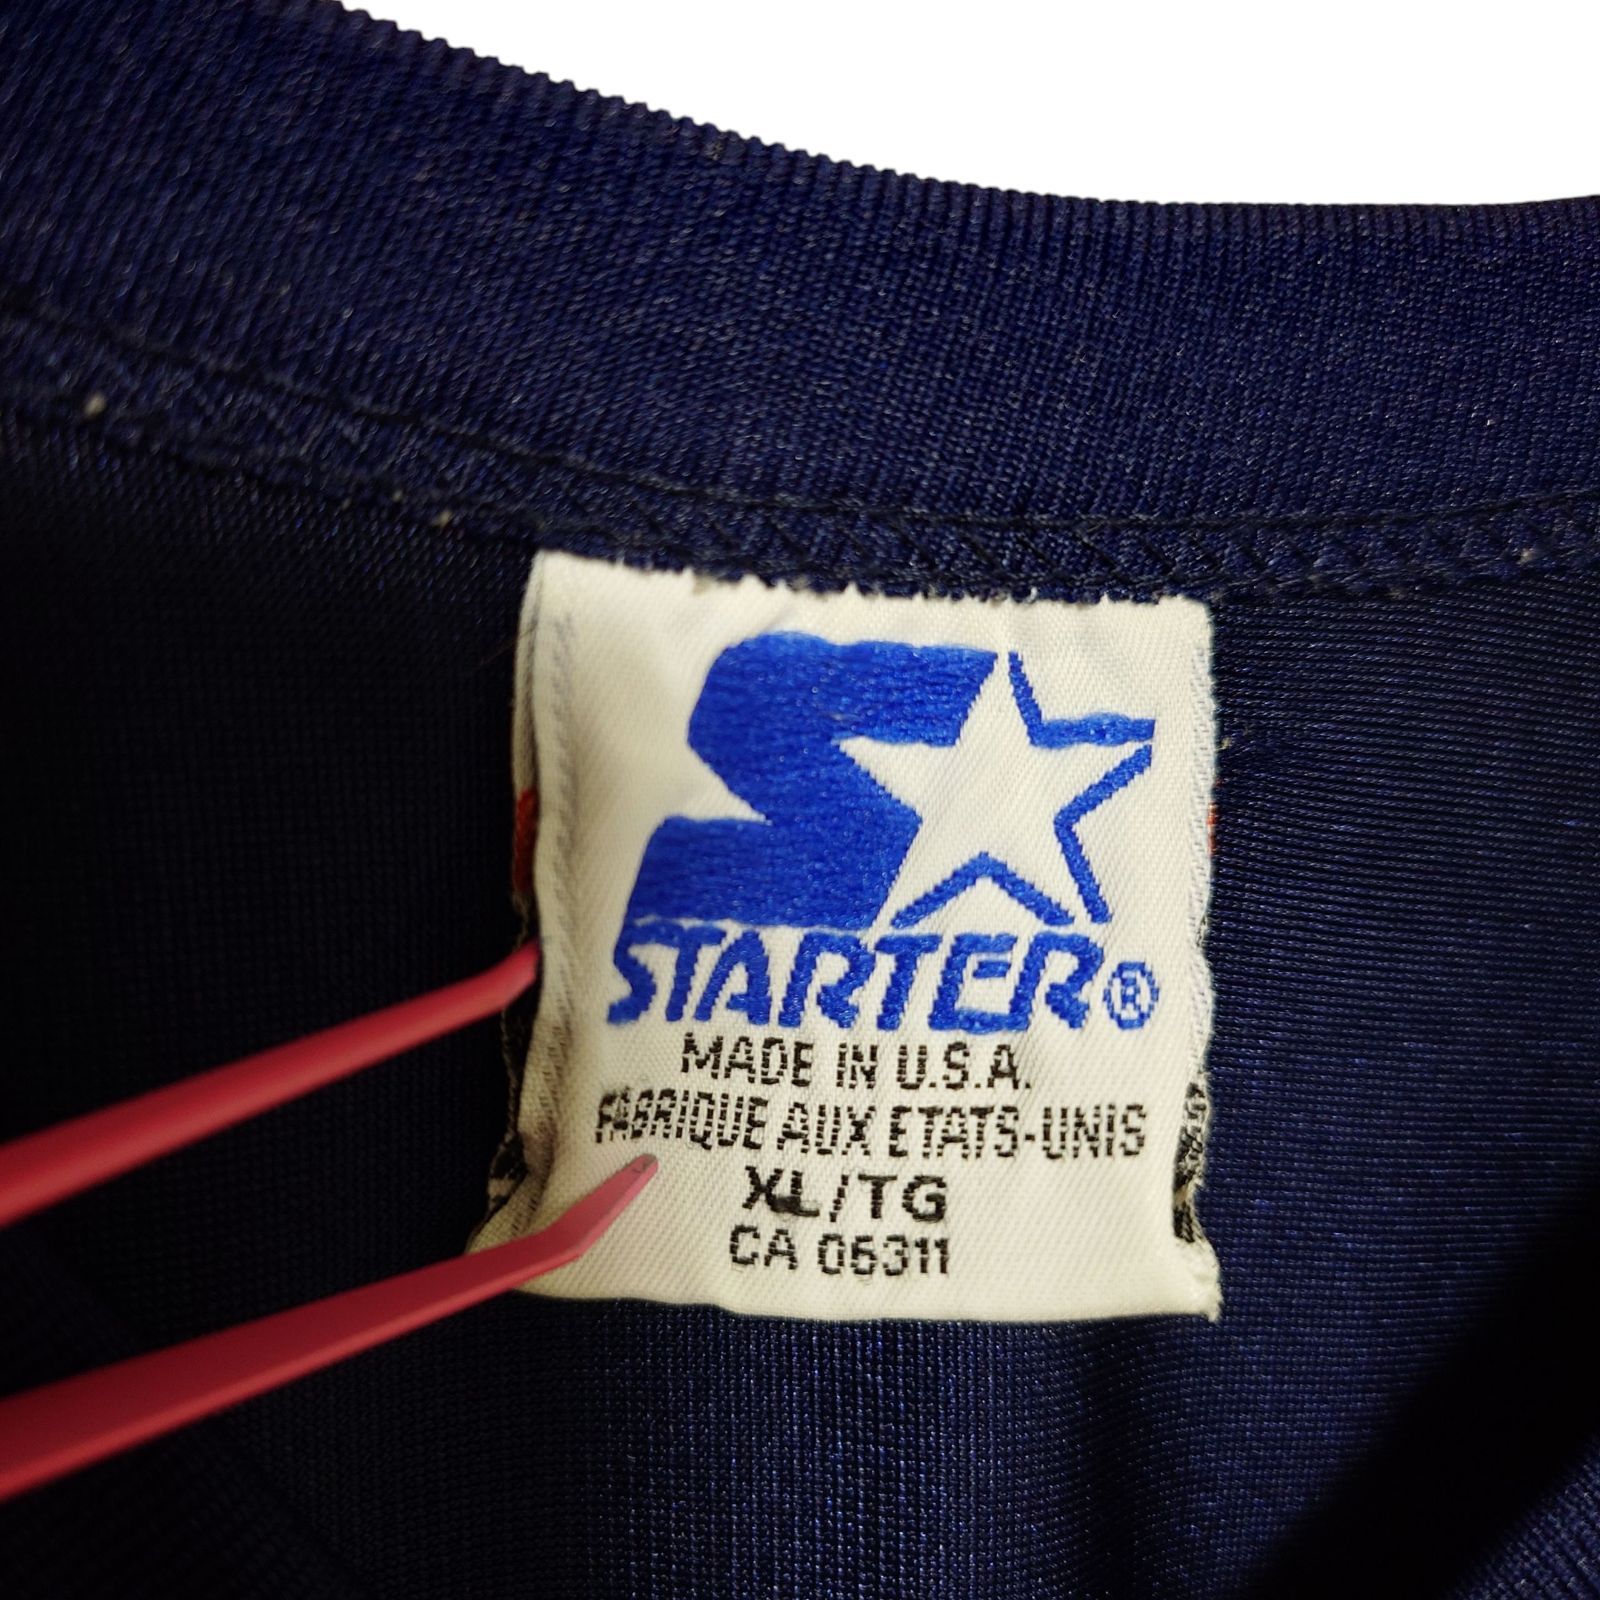 STARTER®
MADE IN U.S.A.
FABRIQUE AUX ETATS-UNIS
XL/TG
CA 05311